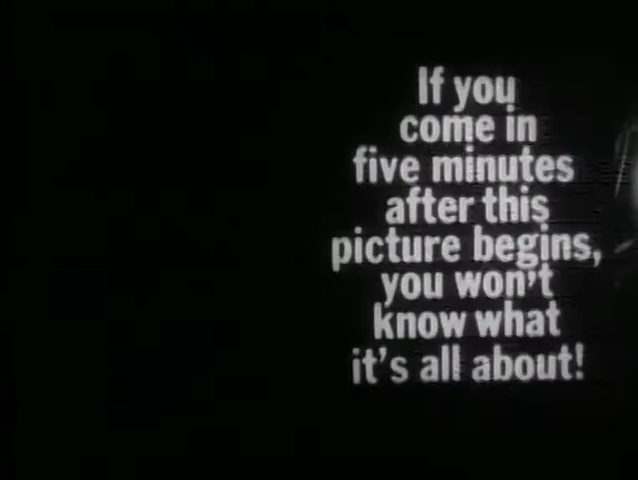 If you
come in
five minutes
after this
picture begins,
you won't
know what
it's all about!